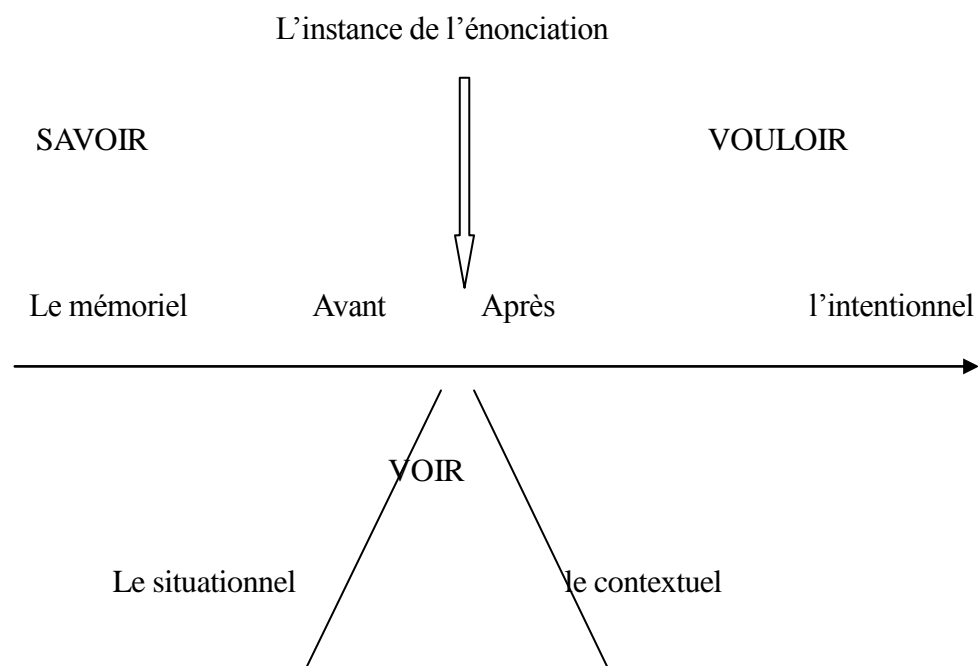 L’instance de l’énonciation
SAVOIR VOULOIR
Le mémoriel Avant Après l’intentionnel
VOIR
Le situationnel le contextuel